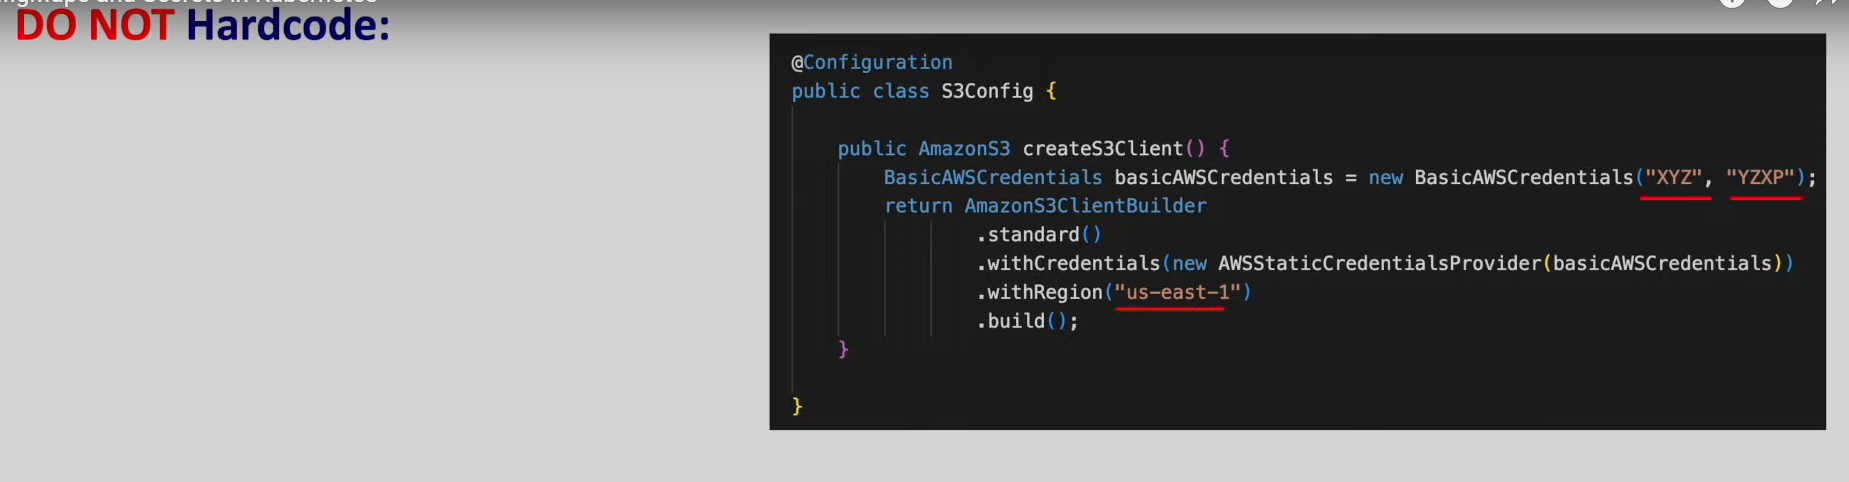 DO NOT Hardcode:
@Configuration
public class S3Config {
public AmazonS3 createS3Client() {
BasicAWSCredentials basicAWSCredentials = new BasicAWSCredentials("XYZ", "YZXP");
return AmazonS3ClientBuilder
.standard()
.withCredentials(new AWSStaticCredentialsProvider(basicAWSCredentials))
.withRegion("us-east-1")
.build();
}
}